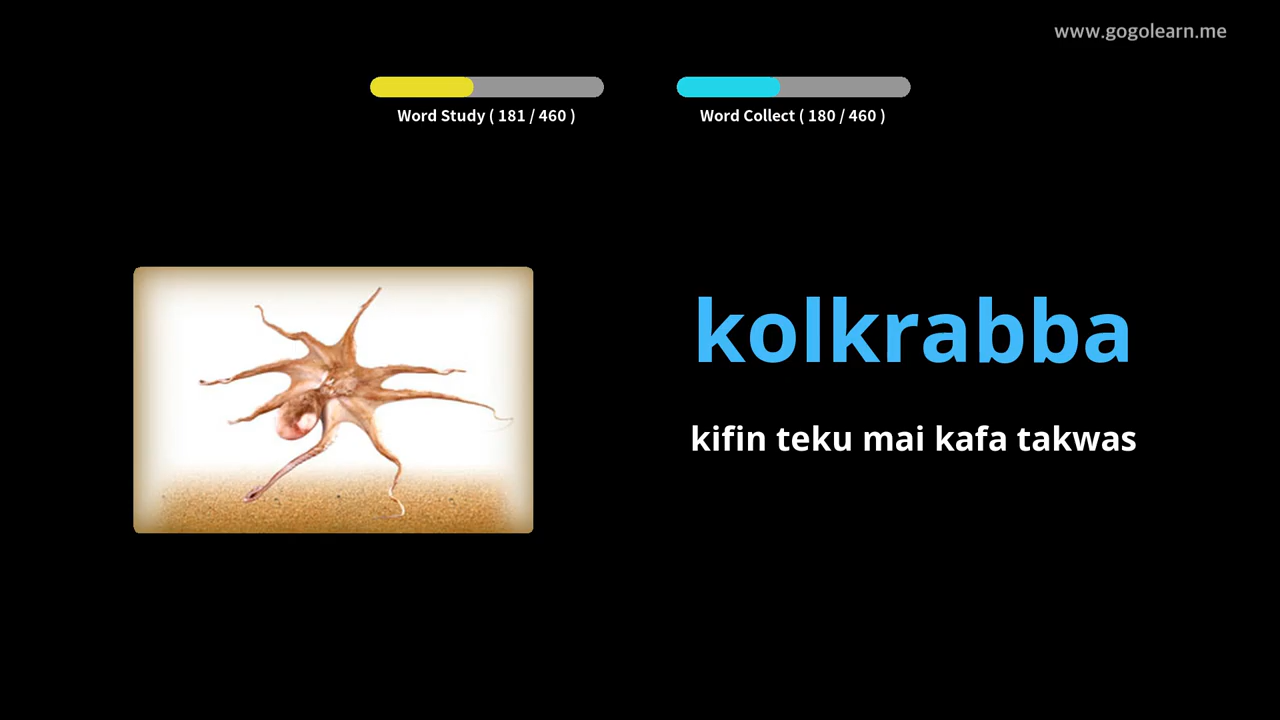 www.gogolearn.me
Word Study ( 181 / 460 )
Word Collect ( 180 / 460 )
kolkrabba
kifin teku mai kafa takwas